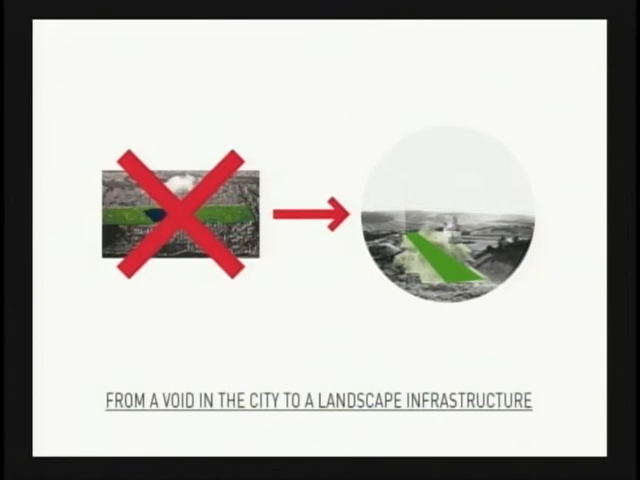 FROM A VOID IN THE CITY TO A LANDSCAPE INFRASTRUCTURE